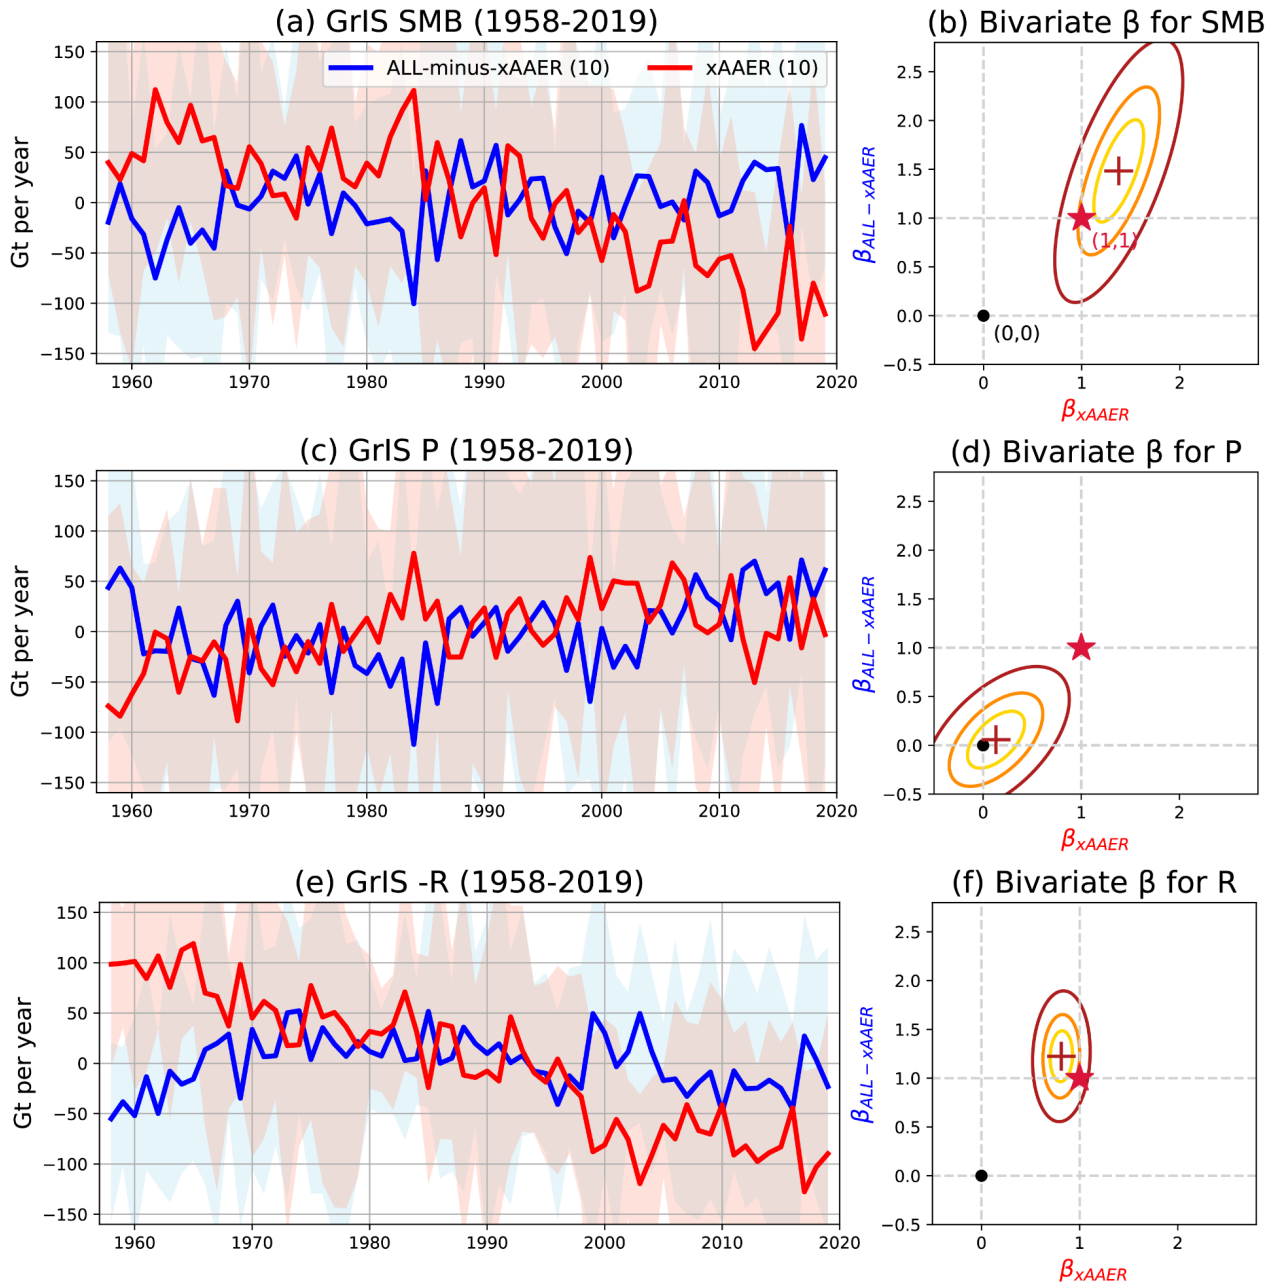 (a) GrIS SMB (1958-2019)
Gt per year
150
100
50
0
−50
−100
−150
ALL-minus-xAAER (10)
xAAER (10)
1960 1970 1980 1990 2000 2010 2020
(b) Bivariate β for SMB
β ALL − xAAER
2.5
2.0
1.5
1.0
0.5
0.0
−0.5
(1,1)
(0,0)
0 1 2
β xAAER
(c) GrIS P (1958-2019)
Gt per year
150
100
50
0
−50
−100
−150
1960 1970 1980 1990 2000 2010 2020
(d) Bivariate β for P
β ALL − xAAER
2.5
2.0
1.5
1.0
0.5
0.0
−0.5
0 1 2
β xAAER
(e) GrIS -R (1958-2019)
Gt per year
150
100
50
0
−50
−100
−150
1960 1970 1980 1990 2000 2010 2020
(f) Bivariate β for R
β ALL − xAAER
2.5
2.0
1.5
1.0
0.5
0.0
−0.5
0 1 2
β xAAER